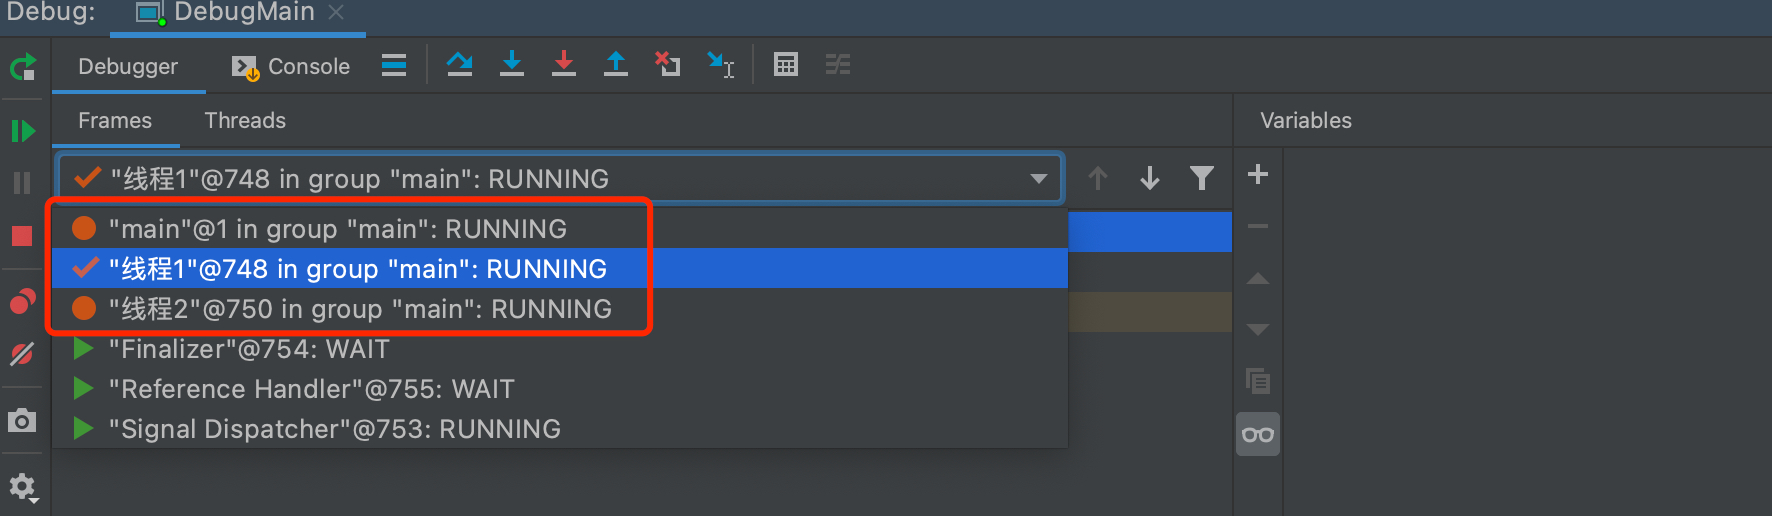 Debug: DebugMain
Debugger Console
Frames Threads Variables
"线程1"@748 in group "main": RUNNING
"main"@1 in group "main": RUNNING
"线程1"@748 in group "main": RUNNING
"线程2"@750 in group "main": RUNNING
"Finalizer"@754: WAIT
"Reference Handler"@755: WAIT
"Signal Dispatcher"@753: RUNNING